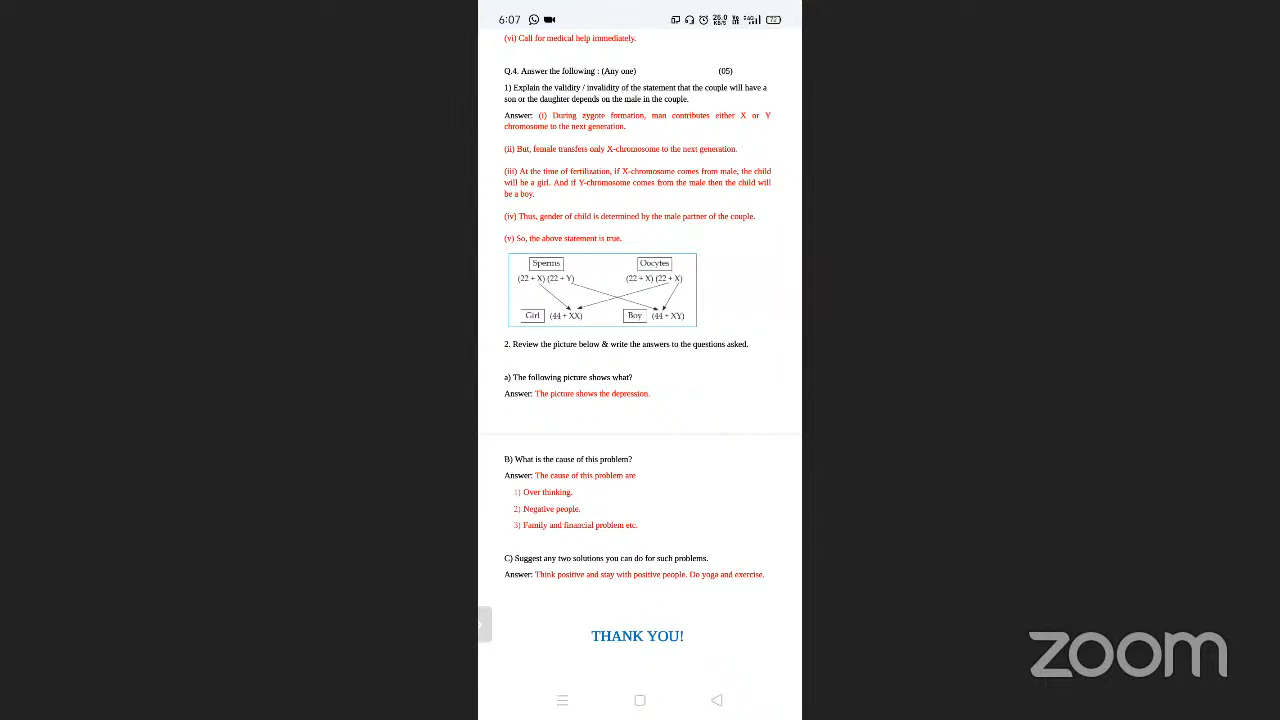 6:07
25.0
KB/S
72
(vi) Call for medical help immediately.
Q.4. Answer the following : (Any one) (05)
1) Explain the validity / invalidity of the statement that the couple will have a
son or the daughter depends on the male in the couple.
Answer: (i) During zygote formation, man contributes either X or Y
chromosome to the next generation.
(ii) But, female transfers only X-chromosome to the next generation.
(iii) At the time of fertilization, if X-chromosome comes from male, the child
will be a girl. And if Y-chromosome comes from the male then the child will
be a boy.
(iv) Thus, gender of child is determined by the male partner of the couple.
(v) So, the above statement is true.
Sperms Oocytes
(22 + X) (22 + Y) (22 + X) (22 + X)
Girl (44 + XX) Boy (44 + XY)
2. Review the picture below & write the answers to the questions asked.
a) The following picture shows what?
Answer: The picture shows the depression.
B) What is the cause of this problem?
Answer: The cause of this problem are
1) Over thinking.
2) Negative people.
3) Family and financial problem etc.
C) Suggest any two solutions you can do for such problems.
Answer: Think positive and stay with positive people. Do yoga and exercise.
THANK YOU!
zoom